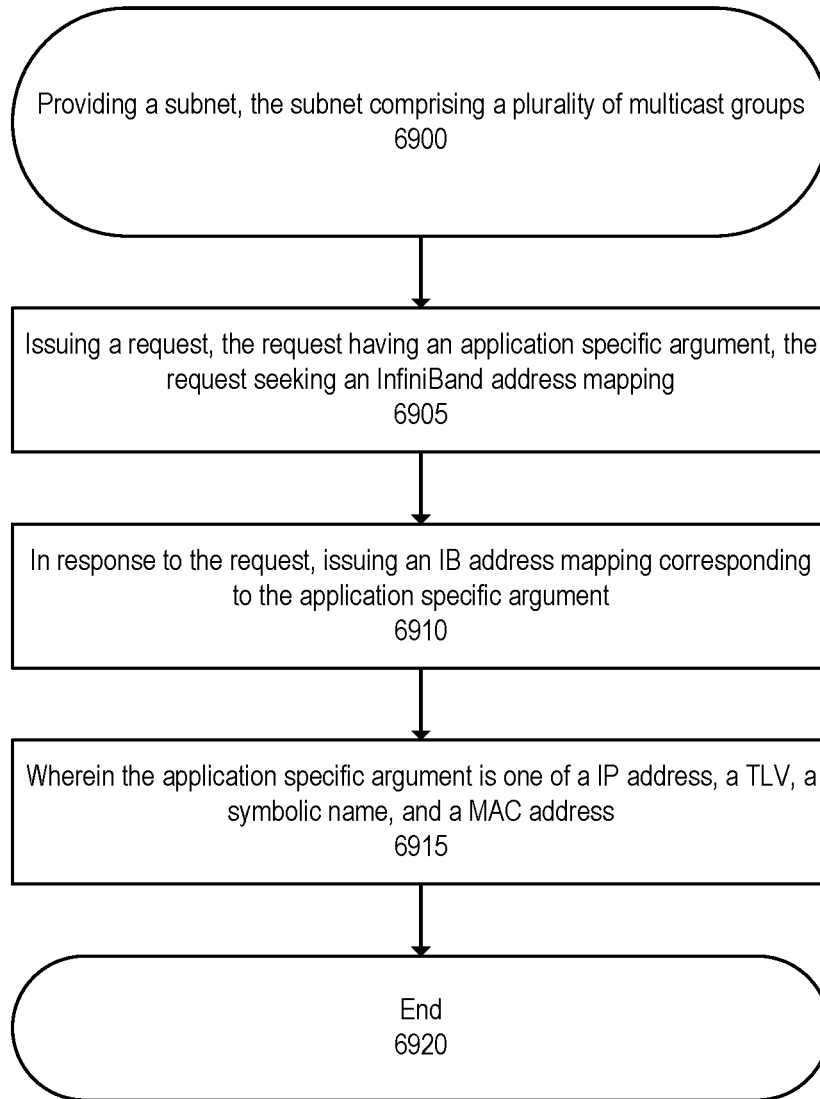 Providing a subnet, the subnet comprising a plurality of multicast groups
6900
Issuing a request, the request having an application specific argument, the
request seeking an InfiniBand address mapping
6905
In response to the request, issuing an IB address mapping corresponding
to the application specific argument
6910
Wherein the application specific argument is one of a IP address, a TLV, a
symbolic name, and a MAC address
6915
End
6920